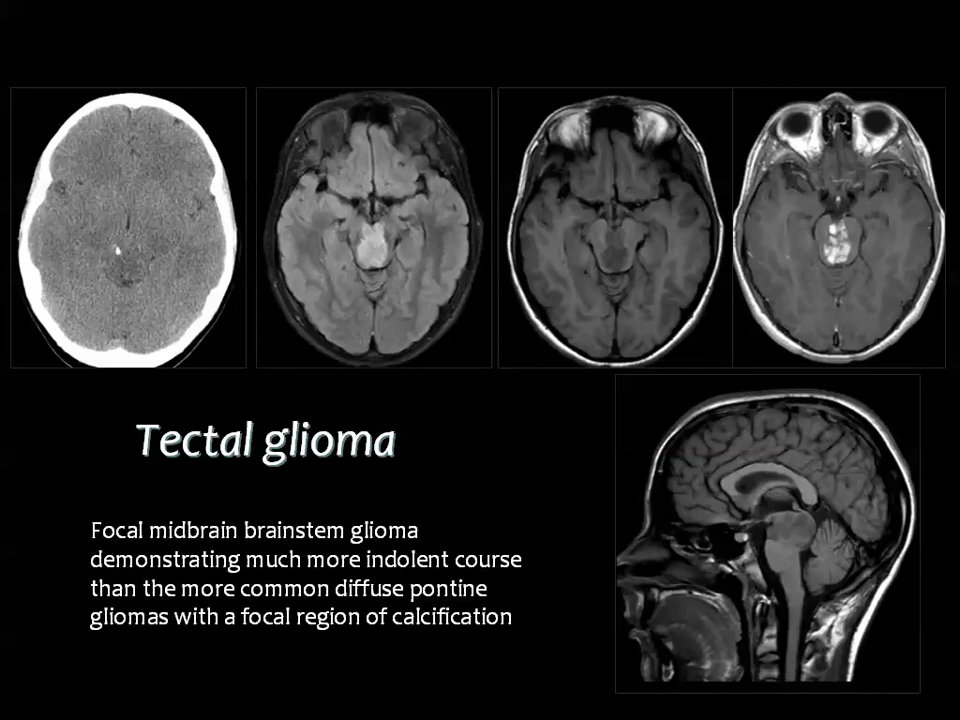 Tectal glioma
Focal midbrain brainstem glioma
demonstrating much more indolent course
than the more common diffuse pontine
gliomas with a focal region of calcification